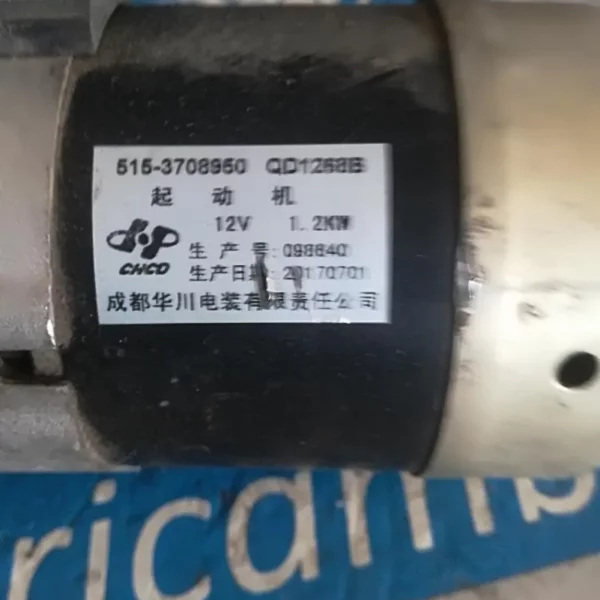 515-3708950 QD1268B
起动机
12V 1.2KW
CHCD
生产号:098640
生产日期:20170701
成都华川电装有限责任公司
ricamb